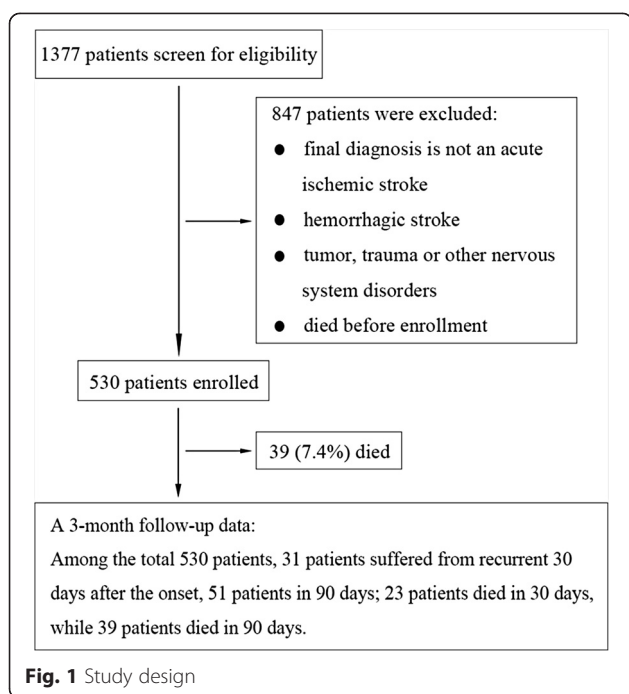 1377 patients screen for eligibility
847 patients were excluded:
● final diagnosis is not an acute
ischemic stroke
● hemorrhagic stroke
● tumor, trauma or other nervous
system disorders
● died before enrollment
530 patients enrolled
39 (7.4%) died
A 3-month follow-up data:
Among the total 530 patients, 31 patients suffered from recurrent 30
days after the onset, 51 patients in 90 days; 23 patients died in 30 days,
while 39 patients died in 90 days.
Fig. 1 Study design